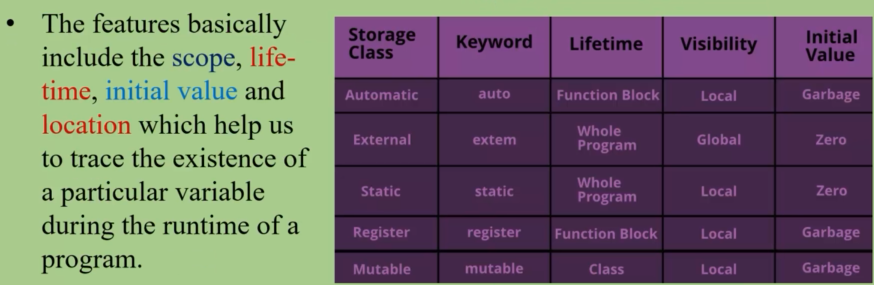 • The features basically
include the scope, life-
time, initial value and
location which help us
to trace the existence of
a particular variable
during the runtime of a
program.
Storage Class Keyword Lifetime Visibility Initial Value
Automatic auto Function Block Local Garbage
External extem Whole Program Global Zero
Static static Whole Program Local Zero
Register register Function Block Local Garbage
Mutable mutable Class Local Garbage